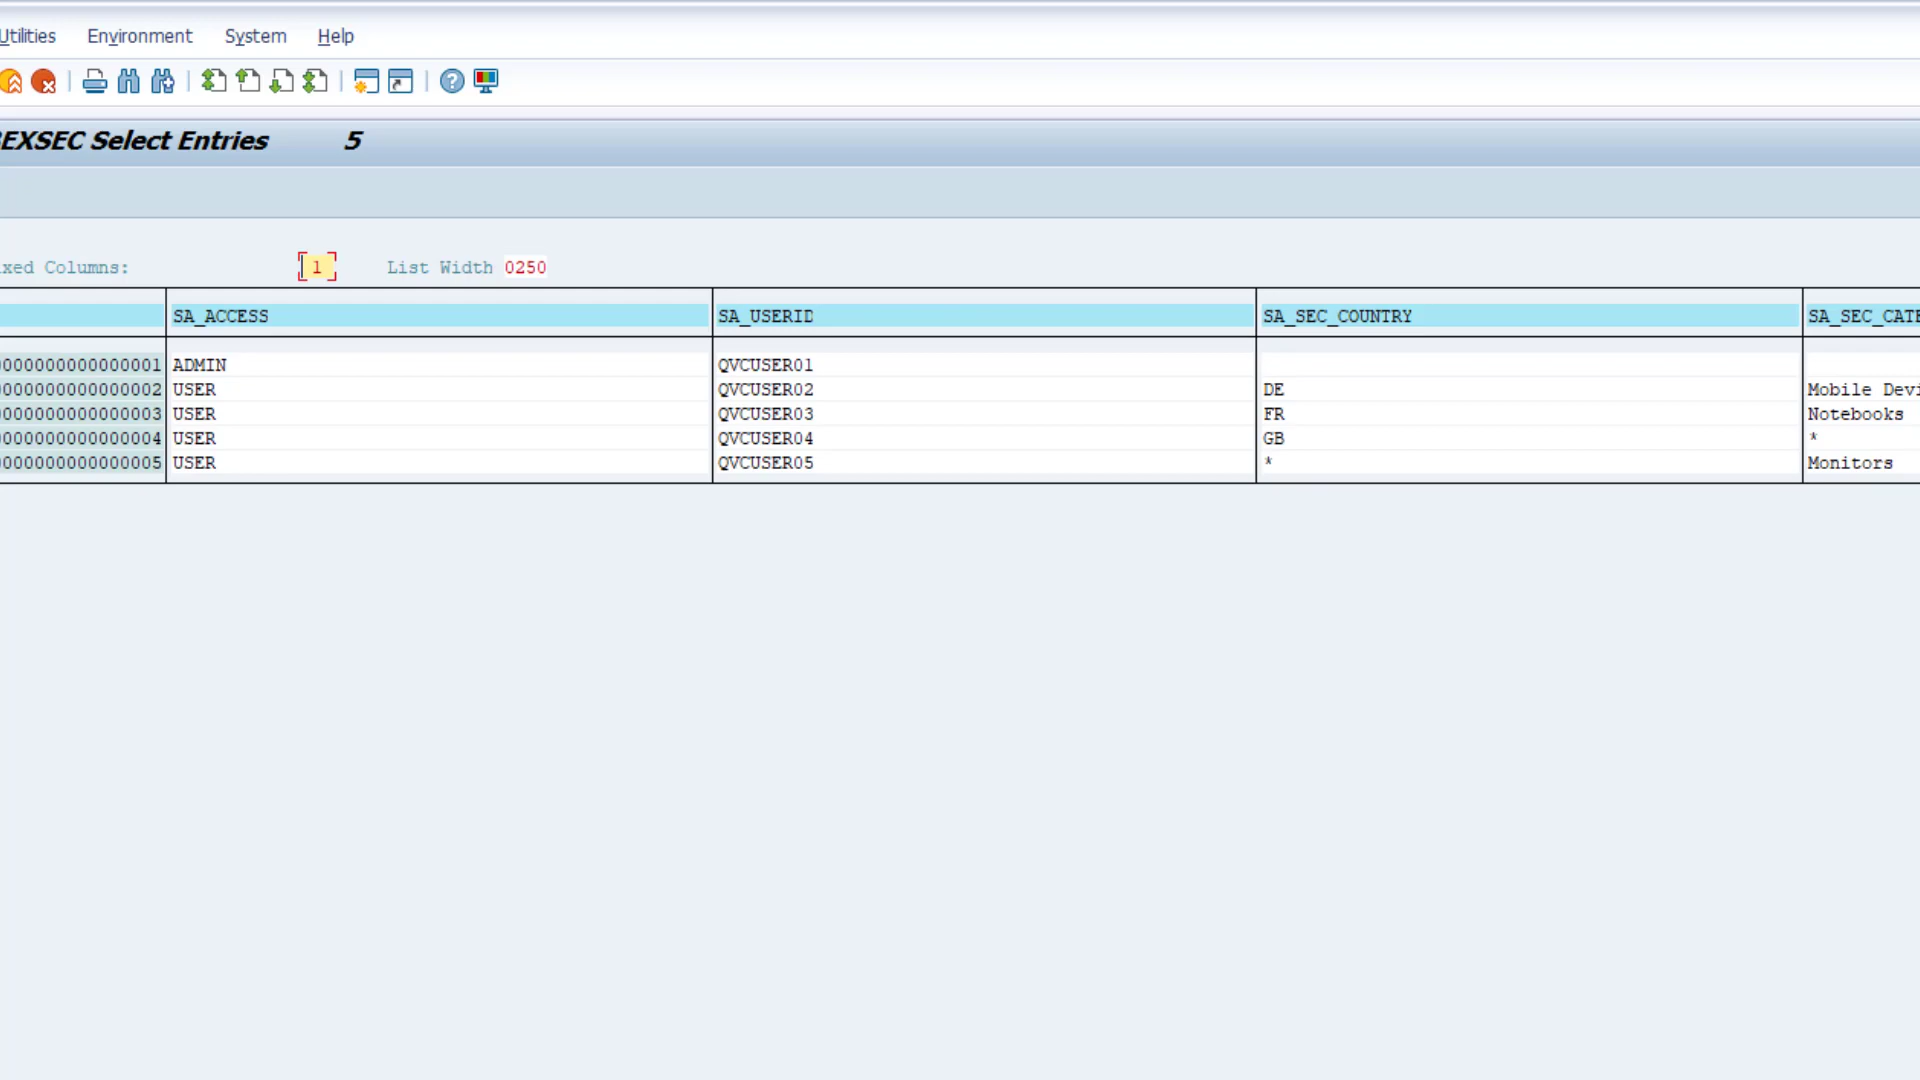 Utilities Environment System Help
EXSEC Select Entries 5
xed Columns: 1 List Width 0250
SA_ACCESS SA_USERID SA_SEC_COUNTRY SA_SEC_CATE
0000000000000001 ADMIN QVCUSER01
0000000000000002 USER QVCUSER02 DE Mobile Devi
0000000000000003 USER QVCUSER03 FR Notebooks
0000000000000004 USER QVCUSER04 GB *
0000000000000005 USER QVCUSER05 * Monitors